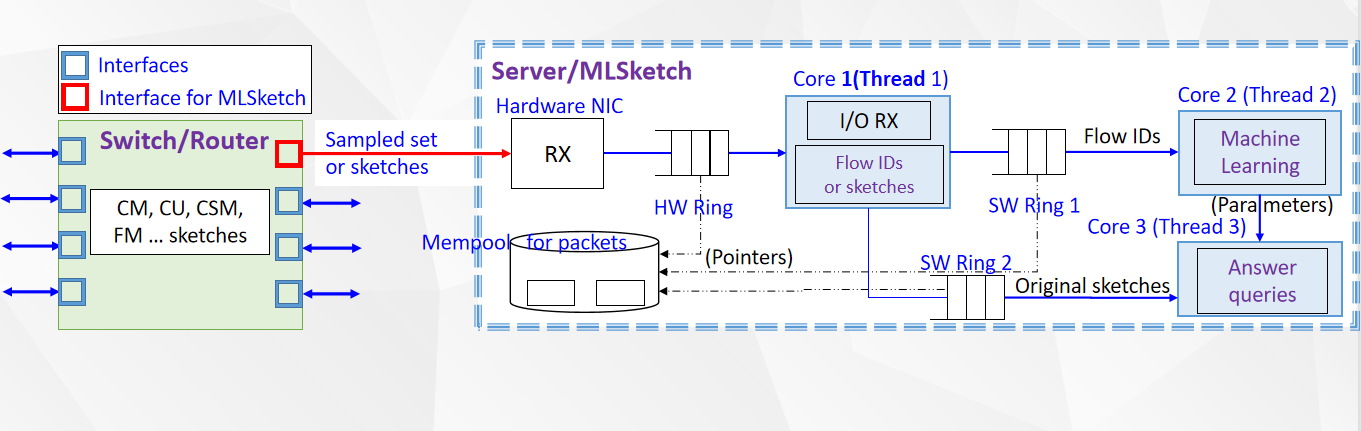 Interfaces
Interface for MLSketch
Switch/Router
CM, CU, CSM,
FM ... sketches
Sampled set
or sketches
Server/MLSketch
Hardware NIC
RX
HW Ring
Mempool for packets
(Pointers)
Core 1(Thread 1)
I/O RX
Flow IDs
or sketches
SW Ring 1
SW Ring 2
Flow IDs
Original sketches
Core 2 (Thread 2)
Machine
Learning
(Parameters)
Core 3 (Thread 3)
Answer
queries